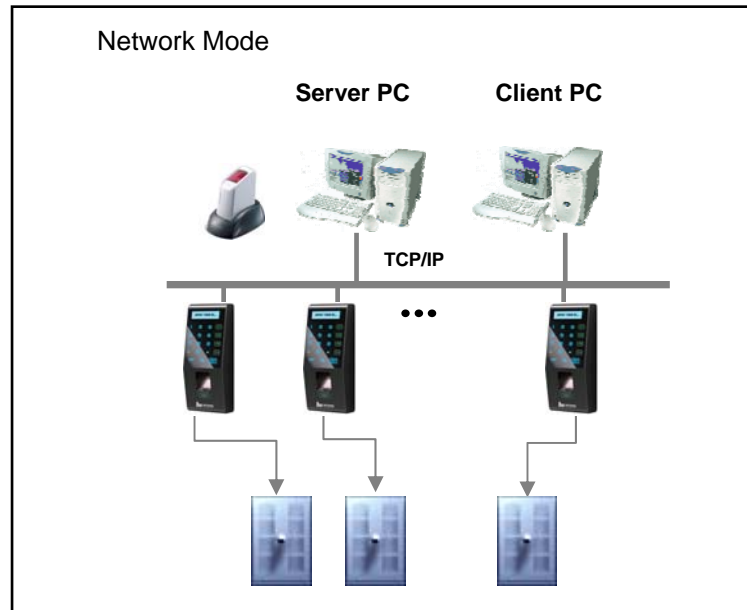 Network Mode
Server PC
Client PC
TCP/IP
•••